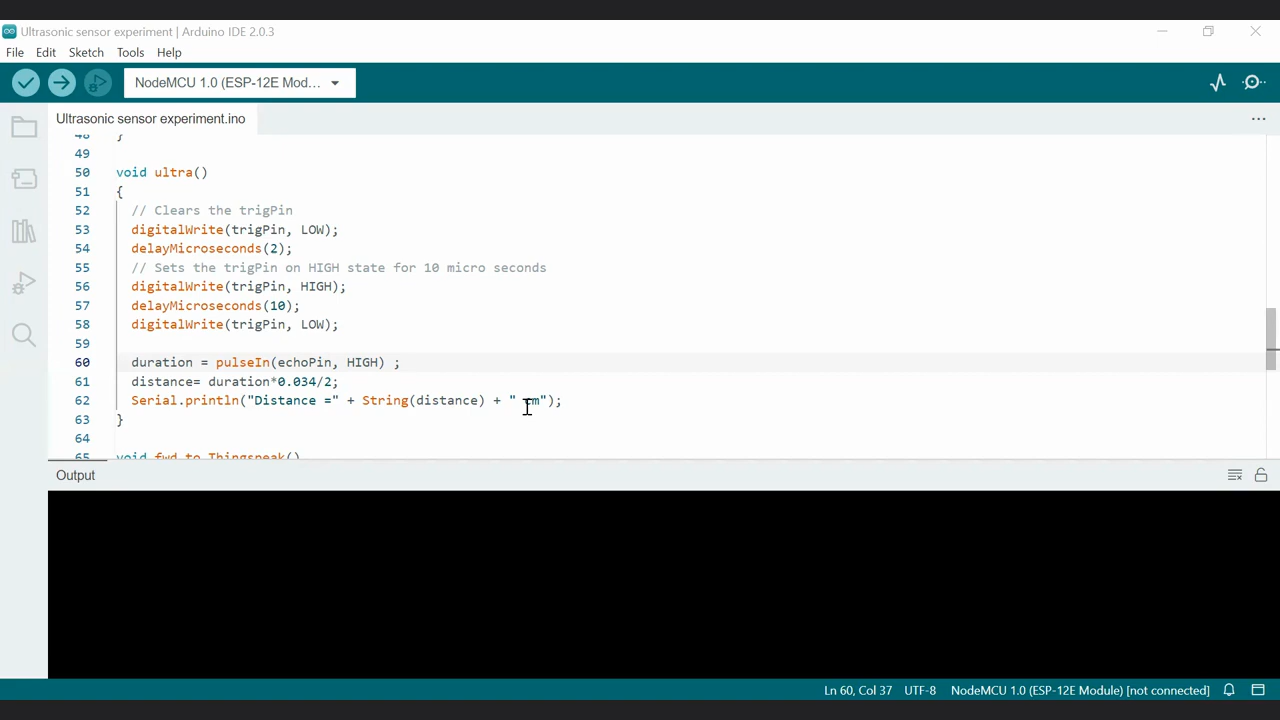 Ultrasonic sensor experiment | Arduino IDE 2.0.3
File Edit Sketch Tools Help
NodeMCU 1.0 (ESP-12E Mod...
Ultrasonic sensor experiment.ino
48 }
49
50 void ultra()
51 {
52 // Clears the trigPin
53 digitalWrite(trigPin, LOW);
54 delayMicroseconds(2);
55 // Sets the trigPin on HIGH state for 10 micro seconds
56 digitalWrite(trigPin, HIGH);
57 delayMicroseconds(10);
58 digitalWrite(trigPin, LOW);
59
60 duration = pulseIn(echoPin, HIGH) ;
61 distance= duration*0.034/2;
62 Serial.println("Distance =" + String(distance) + " cm");
63 }
64
65 void fwd_to_Thingspeak()
Output
Ln 60, Col 37 UTF-8 NodeMCU 1.0 (ESP-12E Module) [not connected]